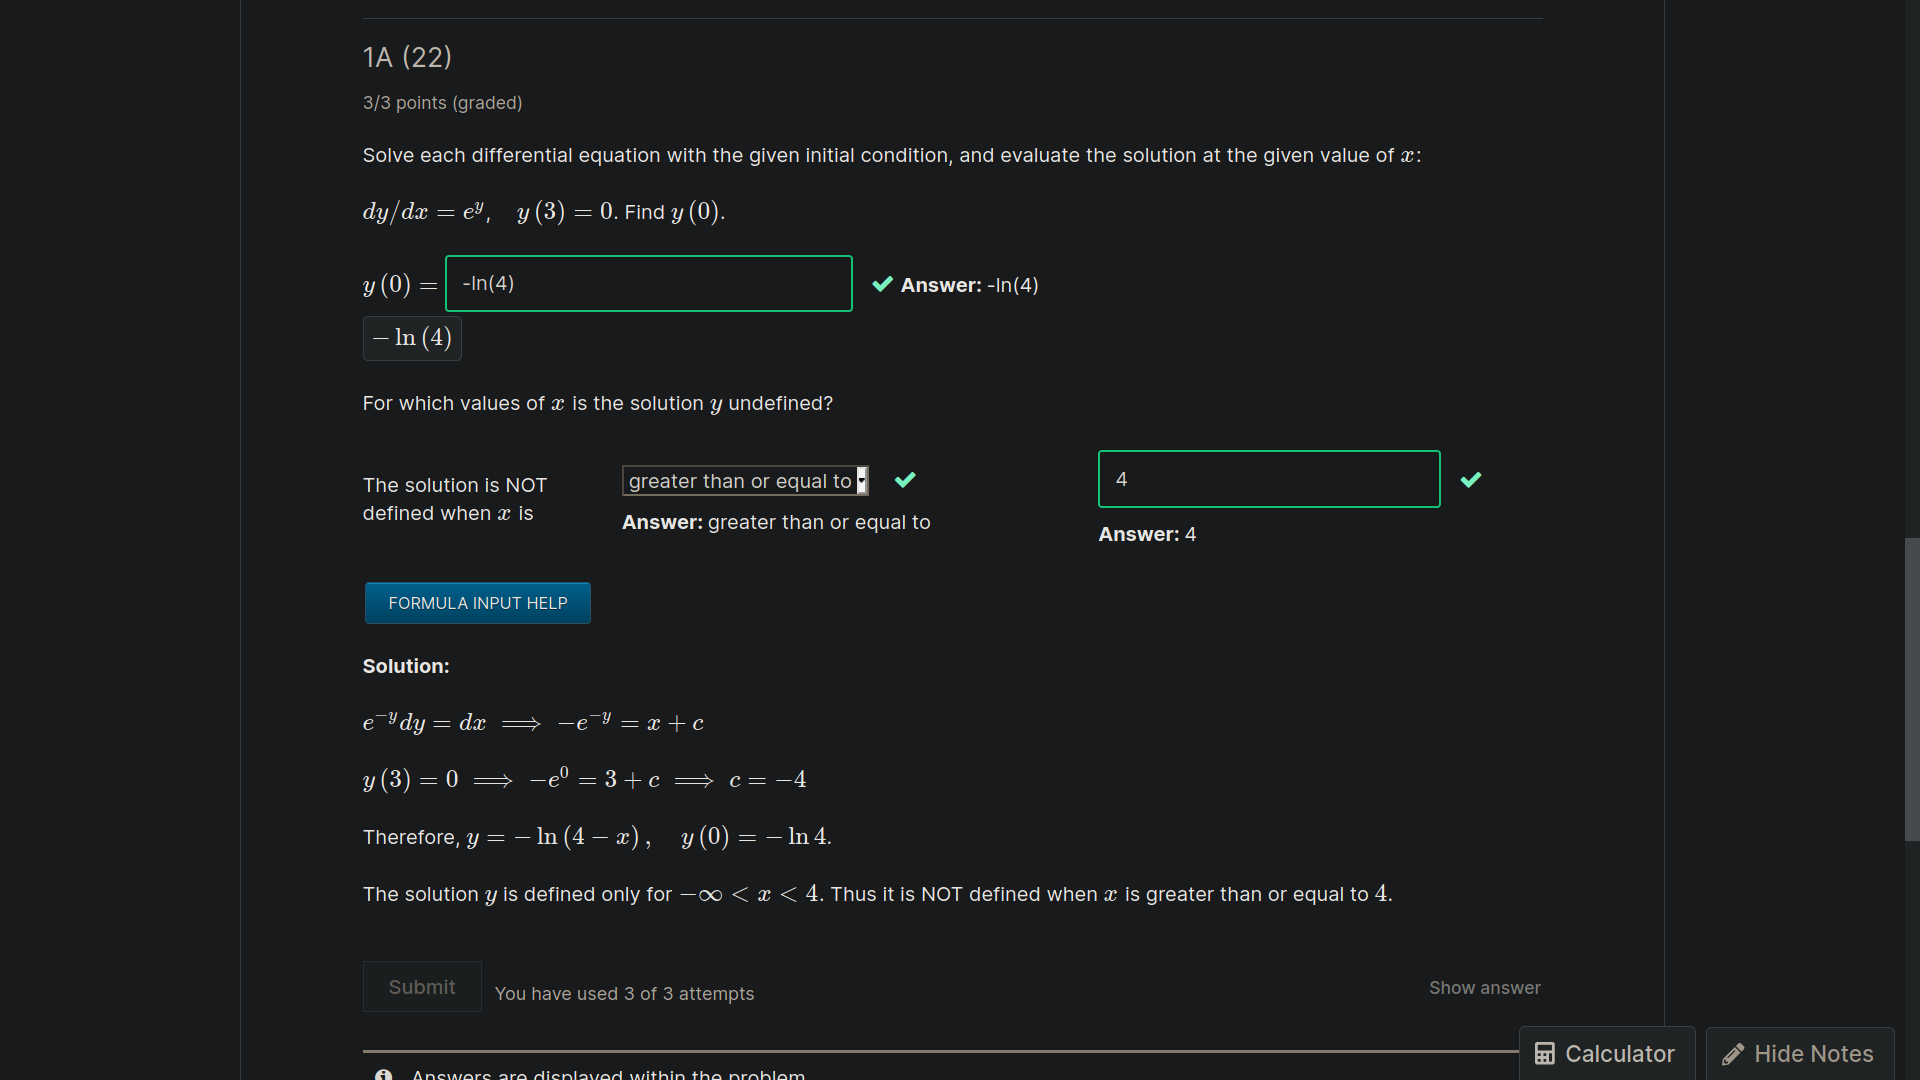 1A (22)
3/3 points (graded)
Solve each differential equation with the given initial condition, and evaluate the solution at the given value of x:
dy/dx = e^y, y(3) = 0. Find y(0).
y(0) = -ln(4) Answer: -ln(4)
− ln (4)
For which values of x is the solution y undefined?
The solution is NOT
defined when x is
greater than or equal to
Answer: greater than or equal to
4
Answer: 4
FORMULA INPUT HELP
Solution:
e^{−y}dy = dx ⟹ −e^{−y} = x + c
y(3) = 0 ⟹ −e^0 = 3 + c ⟹ c = −4
Therefore, y = − ln (4 − x), y(0) = − ln 4.
The solution y is defined only for −∞ < x < 4. Thus it is NOT defined when x is greater than or equal to 4.
Submit You have used 3 of 3 attempts Show answer
Calculator Hide Notes
Answers are displayed within the problem